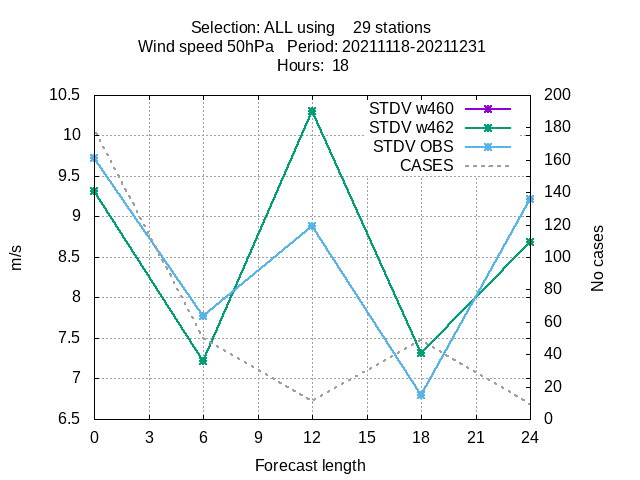 Selection: ALL using    29 stations
Wind speed 50hPa   Period: 20211118-20211231
Hours:  18
STDV w460
STDV w462
STDV OBS
CASES
10.5
10
9.5
9
8.5
8
7.5
7
6.5
m/s
200
180
160
140
120
100
80
60
40
20
0
No cases
0 3 6 9 12 15 18 21 24
Forecast length